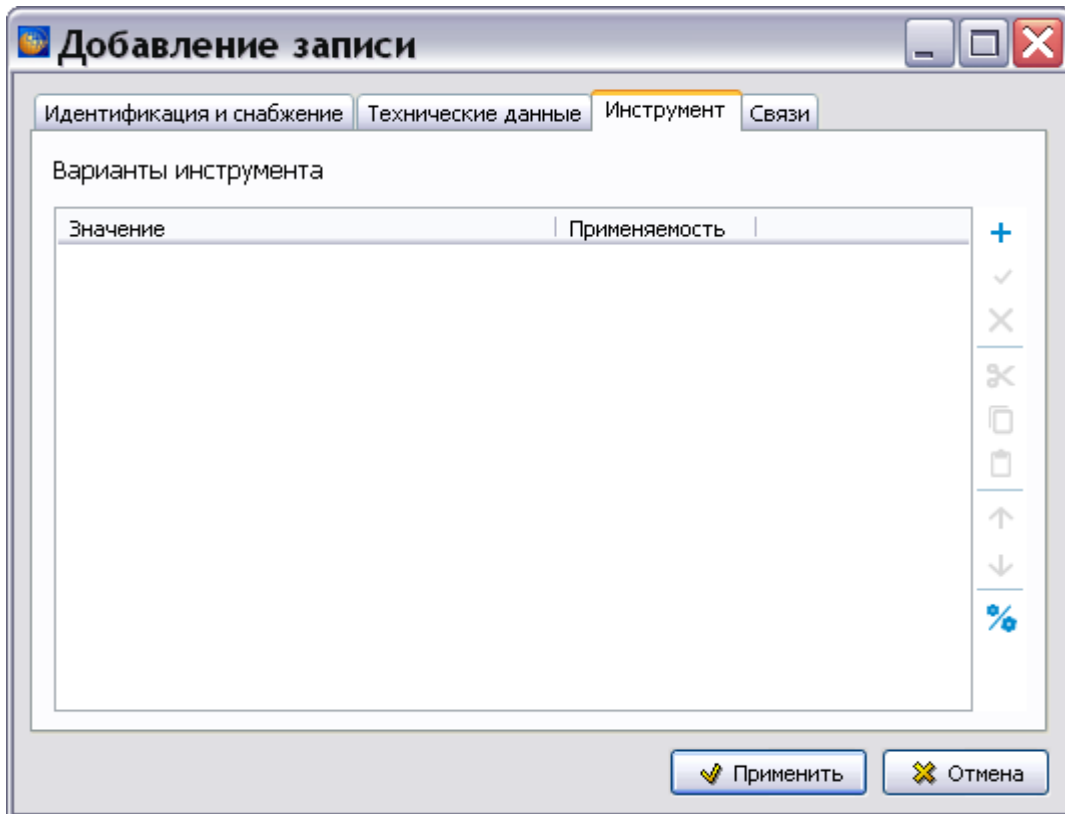 Добавление записи
Идентификация и снабжение Технические данные Инструмент Связи
Варианты инструмента
Значение Применяемость
Применить Отмена